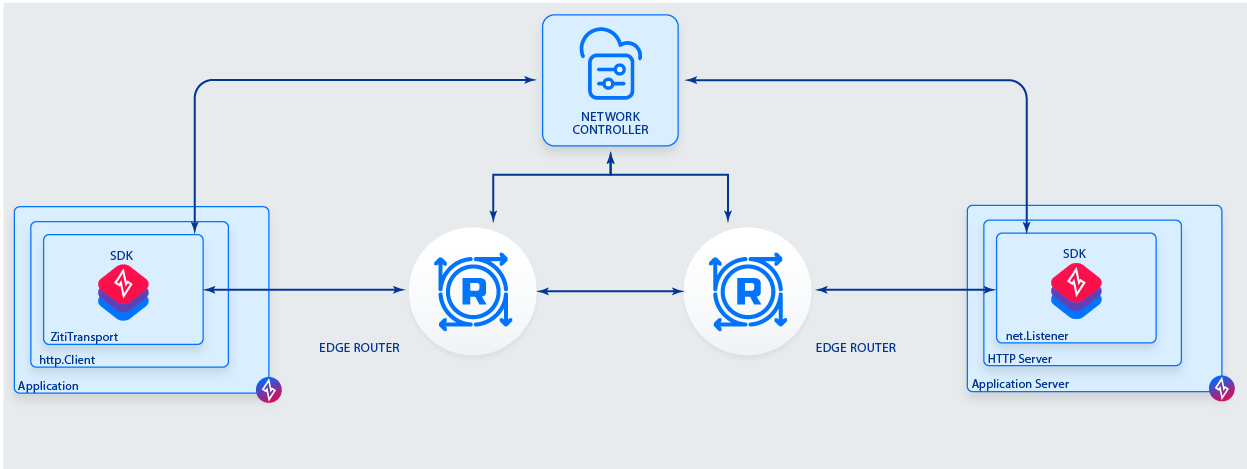 NETWORK
CONTROLLER
SDK
ZitiTransport
http.Client
Application
R
EDGE ROUTER
R
EDGE ROUTER
SDK
net.Listener
HTTP Server
Application Server